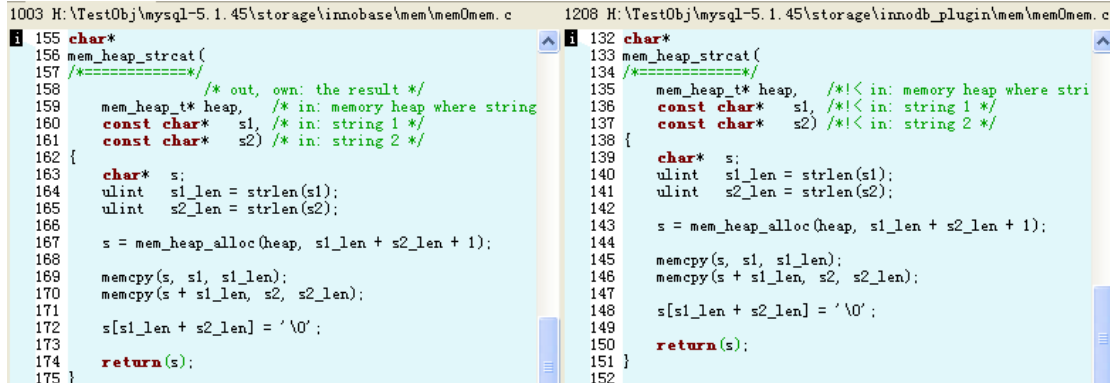 1003 H:\TestObj\mysql-5.1.45\storage\innobase\mem\mem0mem.c
155 char*
156 mem_heap_strcat(
157 /*============*/
158 /* out, own: the result */
159 mem_heap_t* heap, /* in: memory heap where string
160 const char* s1, /* in: string 1 */
161 const char* s2) /* in: string 2 */
162 {
163 char* s;
164 ulint s1_len = strlen(s1);
165 ulint s2_len = strlen(s2);
166
167 s = mem_heap_alloc(heap, s1_len + s2_len + 1);
168
169 memcpy(s, s1, s1_len);
170 memcpy(s + s1_len, s2, s2_len);
171
172 s[s1_len + s2_len] = '\0';
173
174 return(s);
175 }
1208 H:\TestObj\mysql-5.1.45\storage\innodb_plugin\mem\mem0mem.c
132 char*
133 mem_heap_strcat(
134 /*============*/
135 mem_heap_t* heap, /*!< in: memory heap where stri
136 const char* s1, /*!< in: string 1 */
137 const char* s2) /*!< in: string 2 */
138 {
139 char* s;
140 ulint s1_len = strlen(s1);
141 ulint s2_len = strlen(s2);
142
143 s = mem_heap_alloc(heap, s1_len + s2_len + 1);
144
145 memcpy(s, s1, s1_len);
146 memcpy(s + s1_len, s2, s2_len);
147
148 s[s1_len + s2_len] = '\0';
149
150 return(s);
151 }
152